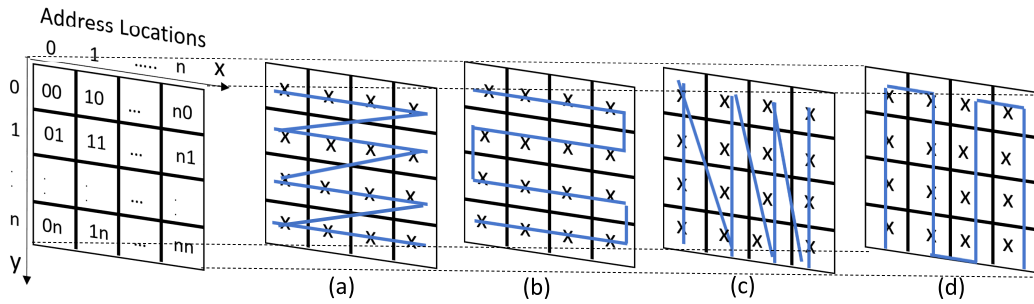 Address Locations
0 1 ..... n x
0 00 10 ... n0
1 01 11 ... n1
. . ... .
n 0n 1n ... nn
y
X X X X
X X X X
X X X X
X X X X
(a)
X X X X
X X X X
X X X X
X X X X
(b)
X X X X
X X X X
X X X X
X X X X
(c)
X X X X
X X X X
X X X X
X X X X
(d)